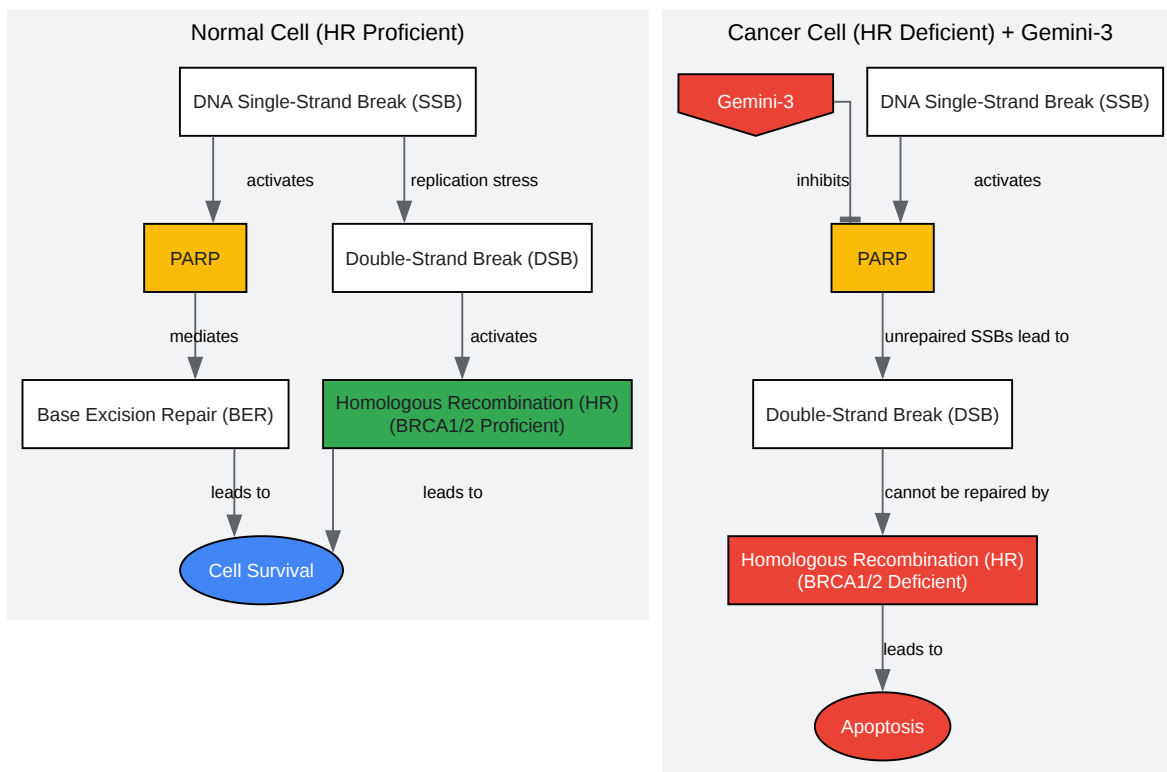 Normal Cell (HR Proficient)
DNA Single-Strand Break (SSB)
activates
replication stress
PARP
Double-Strand Break (DSB)
mediates
activates
Base Excision Repair (BER)
Homologous Recombination (HR)
(BRCA1/2 Proficient)
leads to
leads to
Cell Survival
Cancer Cell (HR Deficient) + Gemini-3
Gemini-3
DNA Single-Strand Break (SSB)
inhibits
activates
PARP
unrepaired SSBs lead to
Double-Strand Break (DSB)
cannot be repaired by
Homologous Recombination (HR)
(BRCA1/2 Deficient)
leads to
Apoptosis